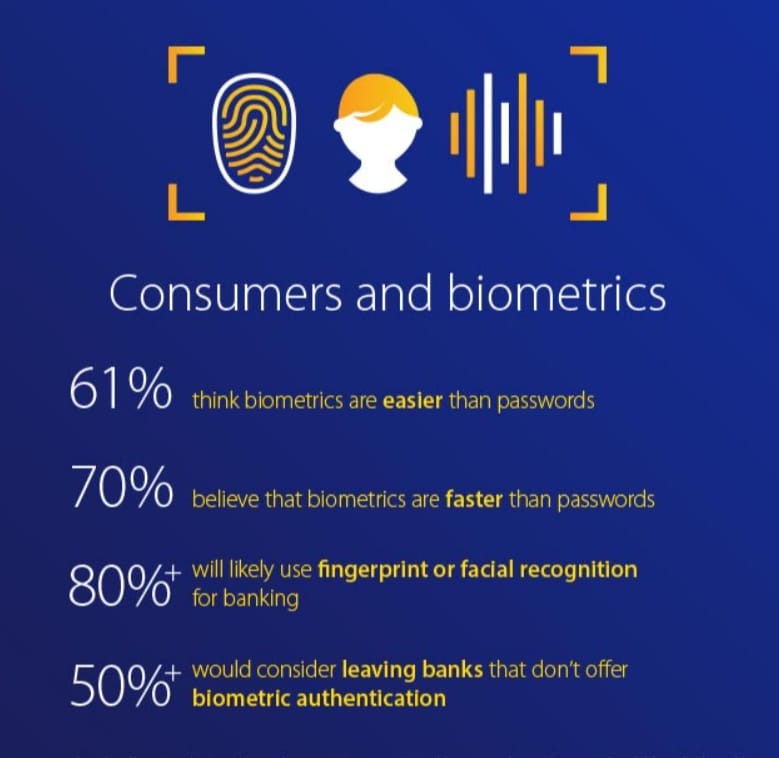 Consumers and biometrics
61% think biometrics are easier than passwords
70% believe that biometrics are faster than passwords
80%+ will likely use fingerprint or facial recognition
for banking
50%+ would consider leaving banks that don't offer
biometric authentication